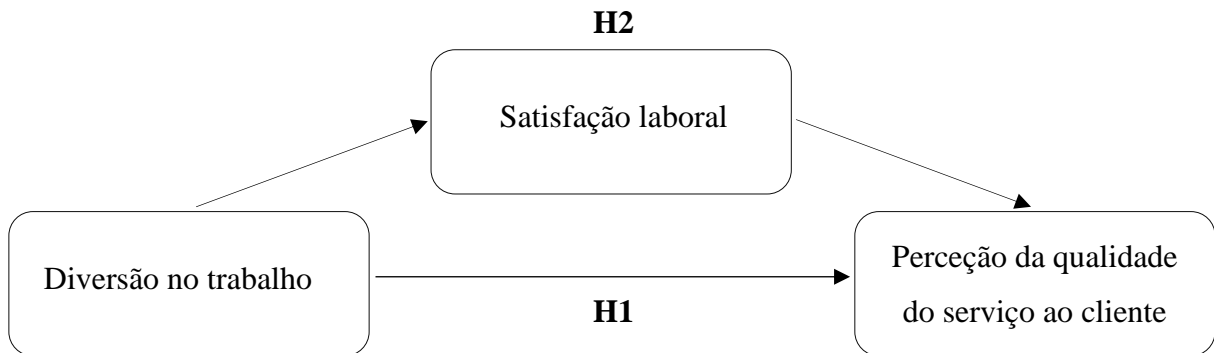 H2
Satisfação laboral
Diversão no trabalho
Perceção da qualidade
do serviço ao cliente
H1